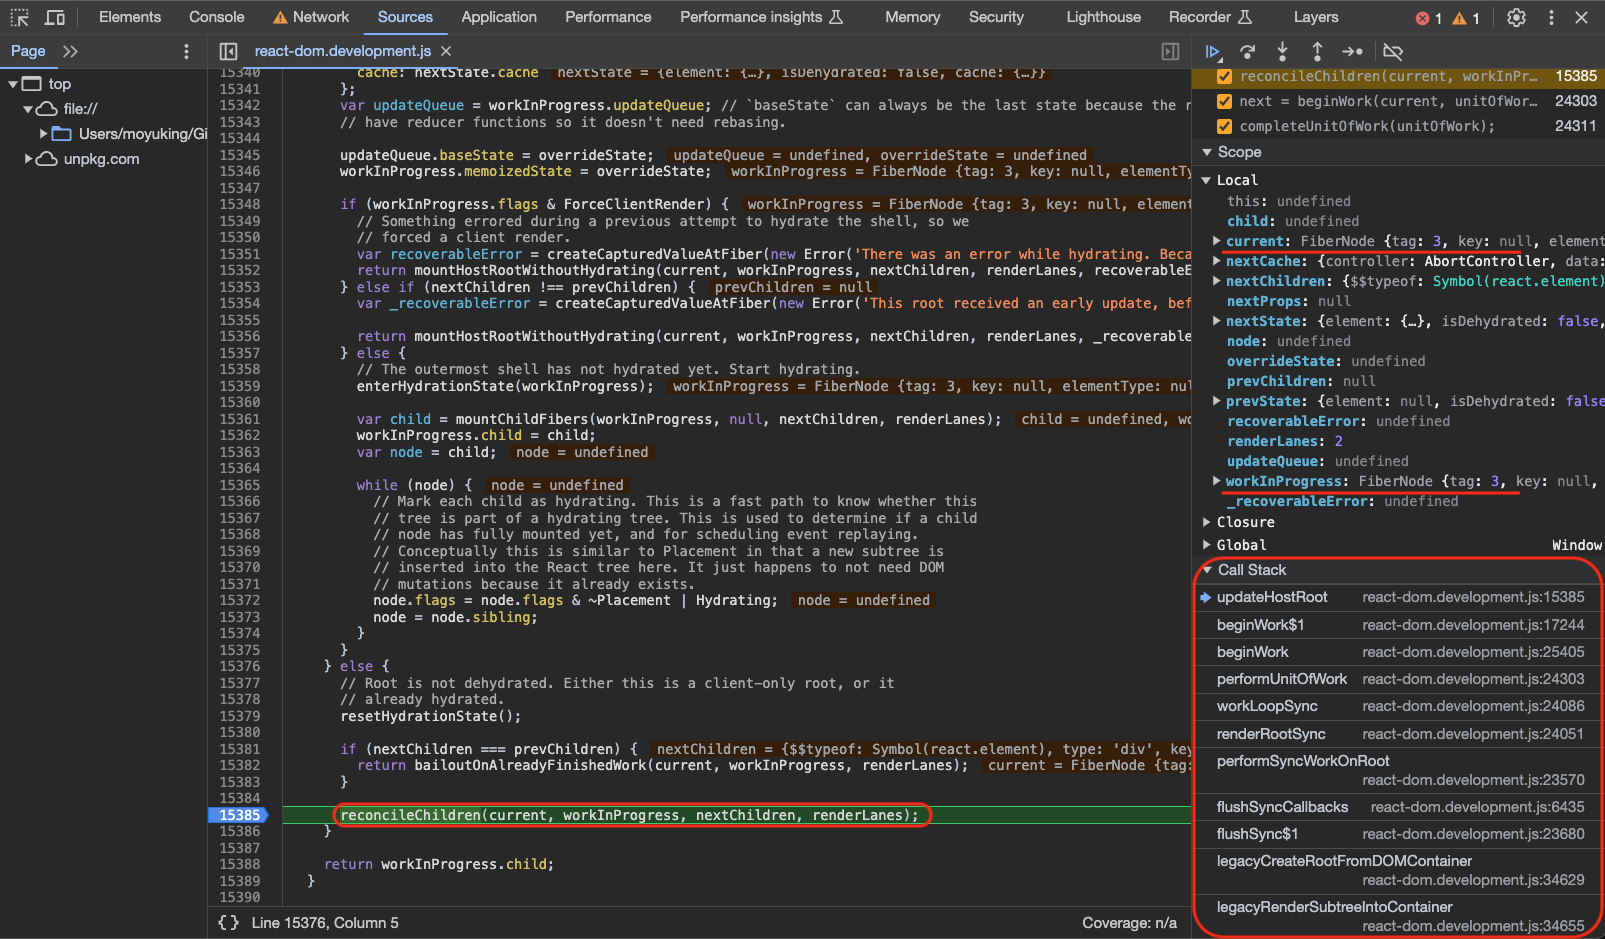 Elements Console Network Sources Application Performance Performance insights Memory Security Lighthouse Recorder Layers 1 1
Page
react-dom.development.js
top
file://
Users/moyuking/Gi
unpkg.com
15340 cache: nextState.cache nextState = {element: {…}, isDehydrated: false, cache: {…}}
15341 };
15342 var updateQueue = workInProgress.updateQueue; // `baseState` can always be the last state because the r
15343 // have reducer functions so it doesn't need rebasing.
15344
15345 updateQueue.baseState = overrideState; updateQueue = undefined, overrideState = undefined
15346 workInProgress.memoizedState = overrideState; workInProgress = FiberNode {tag: 3, key: null, elementTy
15347
15348 if (workInProgress.flags & ForceClientRender) { workInProgress = FiberNode {tag: 3, key: null, element
15349 // Something errored during a previous attempt to hydrate the shell, so we
15350 // forced a client render.
15351 var recoverableError = createCapturedValueAtFiber(new Error('There was an error while hydrating. Beca
15352 return mountHostRootWithoutHydrating(current, workInProgress, nextChildren, renderLanes, recoverableE
15353 } else if (nextChildren !== prevChildren) { prevChildren = null
15354 var _recoverableError = createCapturedValueAtFiber(new Error('This root received an early update, bef
15355
15356 return mountHostRootWithoutHydrating(current, workInProgress, nextChildren, renderLanes, _recoverable
15357 } else {
15358 // The outermost shell has not hydrated yet. Start hydrating.
15359 enterHydrationState(workInProgress); workInProgress = FiberNode {tag: 3, key: null, elementType: nul
15360
15361 var child = mountChildFibers(workInProgress, null, nextChildren, renderLanes); child = undefined, wo
15362 workInProgress.child = child;
15363 var node = child; node = undefined
15364
15365 while (node) { node = undefined
15366 // Mark each child as hydrating. This is a fast path to know whether this
15367 // tree is part of a hydrating tree. This is used to determine if a child
15368 // node has fully mounted yet, and for scheduling event replaying.
15369 // Conceptually this is similar to Placement in that a new subtree is
15370 // inserted into the React tree here. It just happens to not need DOM
15371 // mutations because it already exists.
15372 node.flags = node.flags & ~Placement | Hydrating; node = undefined
15373 node = node.sibling;
15374 }
15375 }
15376 } else {
15377 // Root is not dehydrated. Either this is a client-only root, or it
15378 // already hydrated.
15379 resetHydrationState();
15380
15381 if (nextChildren === prevChildren) { nextChildren = {$$typeof: Symbol(react.element), type: 'div', key
15382 return bailoutOnAlreadyFinishedWork(current, workInProgress, renderLanes); current = FiberNode {tag:
15383 }
15384
15385 reconcileChildren(current, workInProgress, nextChildren, renderLanes);
15386 }
15387
15388 return workInProgress.child;
15389 }
15390
{} Line 15376, Column 5 Coverage: n/a
reconcileChildren(current, workInPr… 15385
next = beginWork(current, unitOfWor… 24303
completeUnitOfWork(unitOfWork); 24311
Scope
Local
this: undefined
child: undefined
current: FiberNode {tag: 3, key: null, element
nextCache: {controller: AbortController, data:
nextChildren: {$$typeof: Symbol(react.element)
nextProps: null
nextState: {element: {…}, isDehydrated: false,
node: undefined
overrideState: undefined
prevChildren: null
prevState: {element: null, isDehydrated: false
recoverableError: undefined
renderLanes: 2
updateQueue: undefined
workInProgress: FiberNode {tag: 3, key: null,
_recoverableError: undefined
Closure
Global Window
Call Stack
updateHostRoot react-dom.development.js:15385
beginWork$1 react-dom.development.js:17244
beginWork react-dom.development.js:25405
performUnitOfWork react-dom.development.js:24303
workLoopSync react-dom.development.js:24086
renderRootSync react-dom.development.js:24051
performSyncWorkOnRoot
react-dom.development.js:23570
flushSyncCallbacks react-dom.development.js:6435
flushSync$1 react-dom.development.js:23680
legacyCreateRootFromDOMContainer
react-dom.development.js:34629
legacyRenderSubtreeIntoContainer
react-dom.development.js:34655